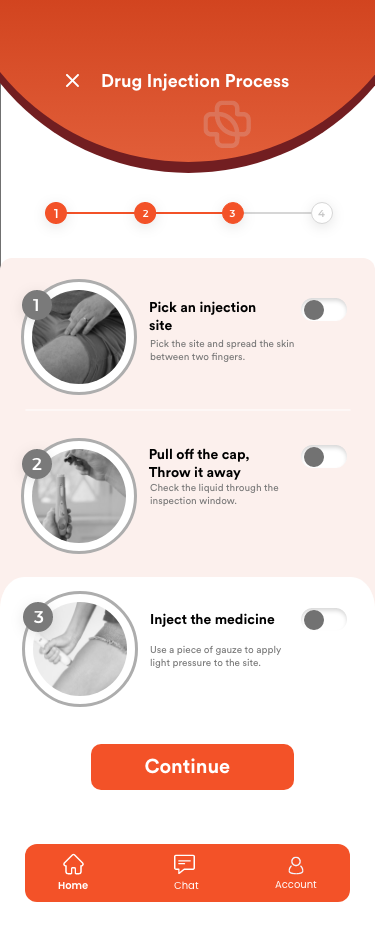 Drug Injection Process
1
2
3
4
1
Pick an injection
site
Pick the site and spread the skin
between two fingers.
2
Pull off the cap,
Throw it away
Check the liquid through the
inspection window.
3
Inject the medicine
Use a piece of gauze to apply
light pressure to the site.
Continue
Home
Chat
Account